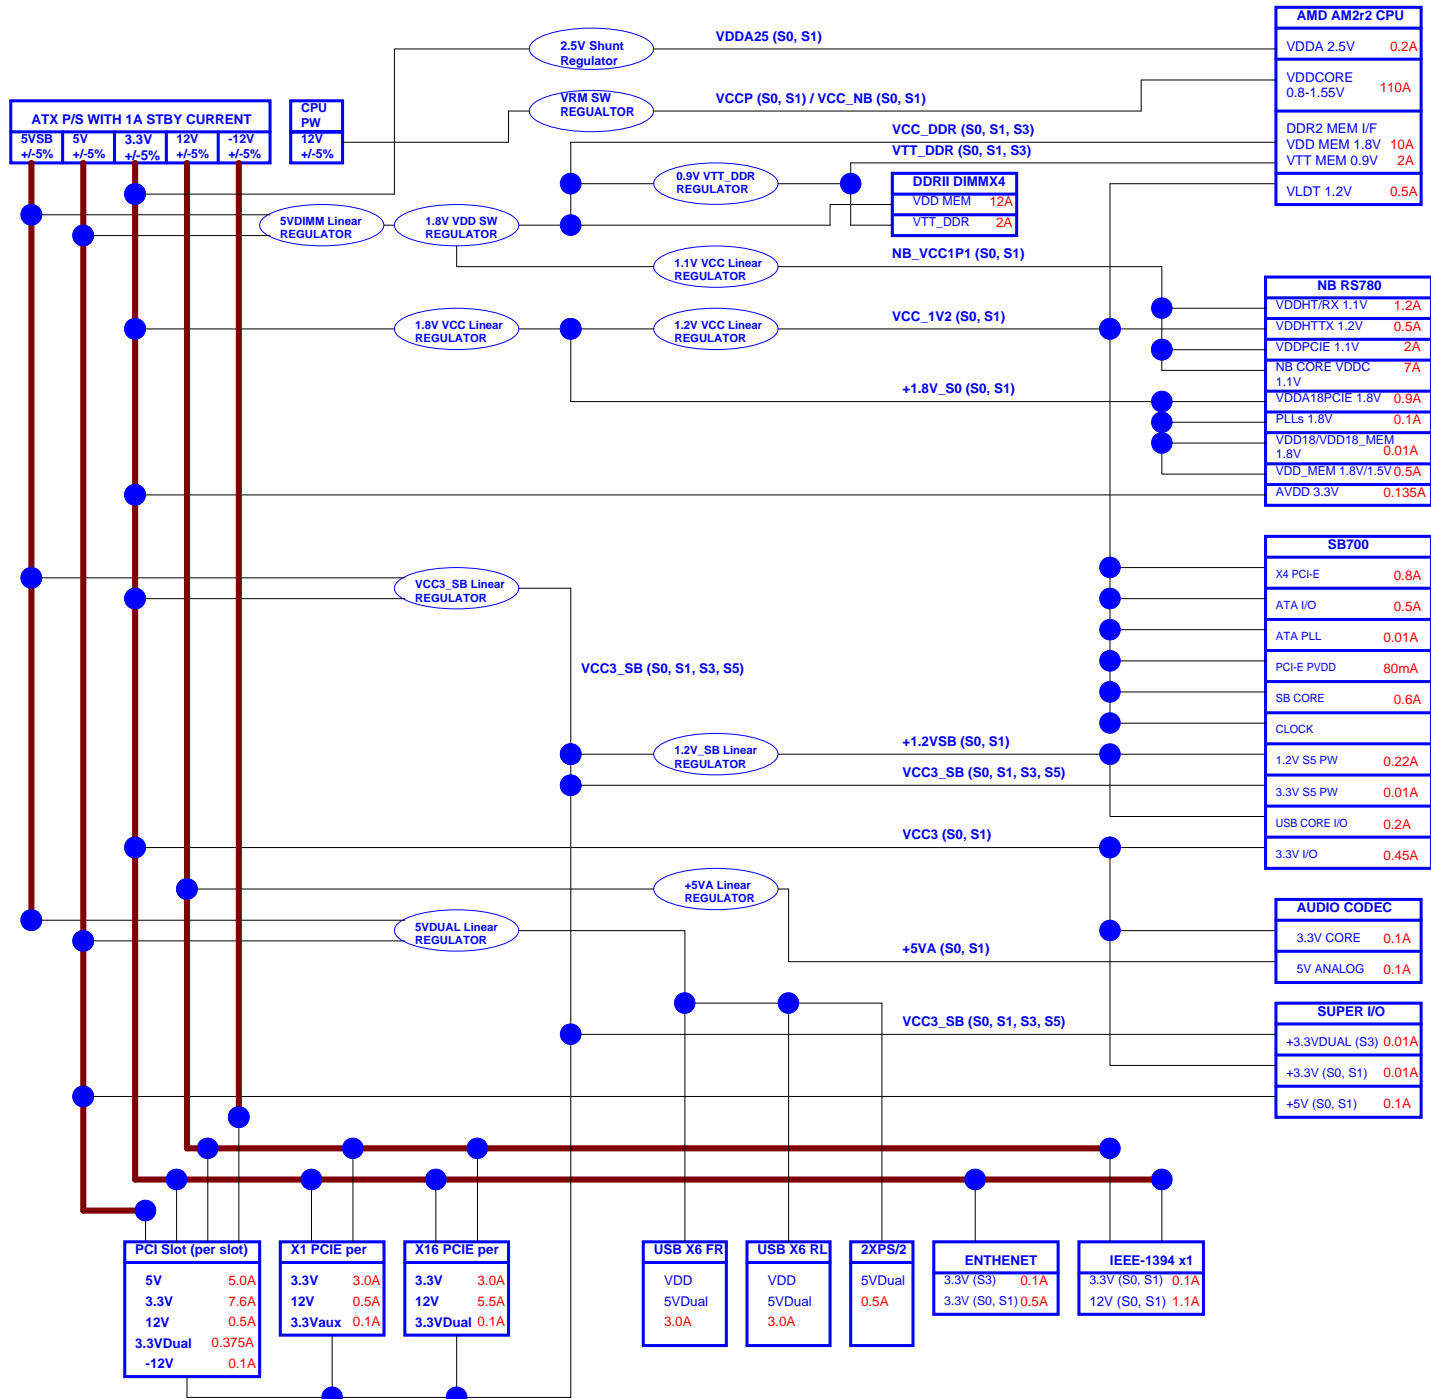 AMD AM2r2 CPU
VDDA 2.5V 0.2A
VDDCORE
0.8-1.55V 110A
DDR2 MEM I/F
VDD MEM 1.8V 10A
VTT MEM 0.9V 2A
VLDT 1.2V 0.5A
2.5V Shunt
Regulator
VDDA25 (S0, S1)
VRM SW
REGUALTOR
VCCP (S0, S1) / VCC_NB (S0, S1)
ATX P/S WITH 1A STBY CURRENT
5VSB
+/-5%
5V
+/-5%
3.3V
+/-5%
12V
+/-5%
-12V
+/-5%
CPU
PW
12V
+/-5%
VCC_DDR (S0, S1, S3)
VTT_DDR (S0, S1, S3)
0.9V VTT_DDR
REGULATOR
DDRII DIMMX4
VDD MEM 12A
VTT_DDR 2A
5VDIMM Linear
REGULATOR
1.8V VDD SW
REGULATOR
1.1V VCC Linear
REGULATOR
NB_VCC1P1 (S0, S1)
NB RS780
VDDHT/RX 1.1V 1.2A
VDDHTTX 1.2V 0.5A
VDDPCIE 1.1V 2A
NB CORE VDDC 7A
1.1V
VDDA18PCIE 1.8V 0.9A
PLLs 1.8V 0.1A
VDD18/VDD18_MEM
1.8V 0.01A
VDD_MEM 1.8V/1.5V 0.5A
AVDD 3.3V 0.135A
1.8V VCC Linear
REGULATOR
1.2V VCC Linear
REGULATOR
VCC_1V2 (S0, S1)
+1.8V_S0 (S0, S1)
SB700
X4 PCI-E 0.8A
ATA I/O 0.5A
ATA PLL 0.01A
PCI-E PVDD 80mA
SB CORE 0.6A
CLOCK
1.2V S5 PW 0.22A
3.3V S5 PW 0.01A
USB CORE I/O 0.2A
3.3V I/O 0.45A
VCC3_SB Linear
REGULATOR
VCC3_SB (S0, S1, S3, S5)
1.2V_SB Linear
REGULATOR
+1.2VSB (S0, S1)
VCC3_SB (S0, S1, S3, S5)
VCC3 (S0, S1)
+5VA Linear
REGULATOR
5VDUAL Linear
REGULATOR
+5VA (S0, S1)
AUDIO CODEC
3.3V CORE 0.1A
5V ANALOG 0.1A
VCC3_SB (S0, S1, S3, S5)
SUPER I/O
+3.3VDUAL (S3) 0.01A
+3.3V (S0, S1) 0.01A
+5V (S0, S1) 0.1A
PCI Slot (per slot)
5V 5.0A
3.3V 7.6A
12V 0.5A
3.3VDual 0.375A
-12V 0.1A
X1 PCIE per
3.3V 3.0A
12V 0.5A
3.3Vaux 0.1A
X16 PCIE per
3.3V 3.0A
12V 5.5A
3.3VDual 0.1A
USB X6 FR
VDD
5VDual
3.0A
USB X6 RL
VDD
5VDual
3.0A
2XPS/2
5VDual
0.5A
ENTHENET
3.3V (S3) 0.1A
3.3V (S0, S1) 0.5A
IEEE-1394 x1
3.3V (S0, S1) 0.1A
12V (S0, S1) 1.1A